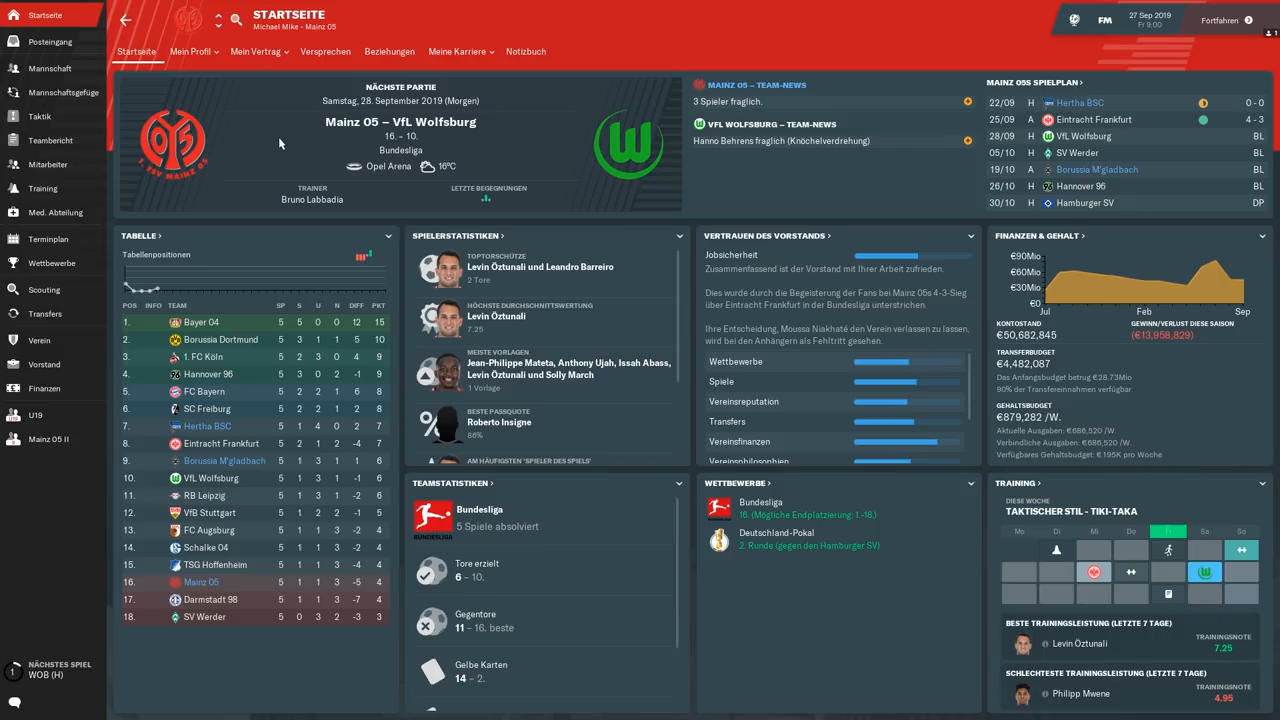 Startseite
Posteingang
Mannschaft
Mannschaftsgefüge
Taktik
Teambericht
Mitarbeiter
Training
Med. Abteilung
Terminplan
Wettbewerbe
Scouting
Transfers
Verein
Vorstand
Finanzen
U19
Mainz 05 II
1
NÄCHSTES SPIEL
WOB (H)
STARTSEITE
Michael Mike - Mainz 05
FM
27 Sep 2019
Fr 9:00
Fortfahren
1
Startseite
Mein Profil
Mein Vertrag
Versprechen
Beziehungen
Meine Karriere
Notizbuch
NÄCHSTE PARTIE
Samstag, 28. September 2019 (Morgen)
Mainz 05 – VfL Wolfsburg
16. – 10.
Bundesliga
Opel Arena 16°C
TRAINER
Bruno Labbadia
LETZTE BEGEGNUNGEN
MAINZ 05 – TEAM-NEWS
3 Spieler fraglich.
VFL WOLFSBURG – TEAM-NEWS
Hanno Behrens fraglich (Knöchelverdrehung)
MAINZ 05S SPIELPLAN >
22/09 H Hertha BSC 0 - 0
25/09 A Eintracht Frankfurt 4 - 3
28/09 H VfL Wolfsburg BL
05/10 H SV Werder BL
19/10 A Borussia M'gladbach BL
26/10 H Hannover 96 BL
30/10 H Hamburger SV DP
TABELLE >
Tabellenpositionen
POS INFO TEAM SP S U N DIFF PKT
1. Bayer 04 5 5 0 0 12 15
2. Borussia Dortmund 5 3 1 1 5 10
3. 1. FC Köln 5 2 3 0 4 9
4. Hannover 96 5 3 0 2 -1 9
5. FC Bayern 5 2 2 1 6 8
6. SC Freiburg 5 2 2 1 2 8
7. Hertha BSC 5 1 4 0 2 7
8. Eintracht Frankfurt 5 2 1 2 -4 7
9. Borussia M'gladbach 5 1 3 1 1 6
10. VfL Wolfsburg 5 1 3 1 -1 6
11. RB Leipzig 5 1 3 1 -2 6
12. VfB Stuttgart 5 1 2 2 -1 5
13. FC Augsburg 5 1 1 3 -2 4
14. Schalke 04 5 1 1 3 -2 4
15. TSG Hoffenheim 5 1 1 3 -4 4
16. Mainz 05 5 1 1 3 -5 4
17. Darmstadt 98 5 1 1 3 -7 4
18. SV Werder 5 0 3 2 -3 3
SPIELERSTATISTIKEN >
TOPTORSCHÜTZE
Levin Öztunali und Leandro Barreiro
2 Tore
HÖCHSTE DURCHSCHNITTSWERTUNG
Levin Öztunali
7.25
MEISTE VORLAGEN
Jean-Philippe Mateta, Anthony Ujah, Issah Abass,
Levin Öztunali und Solly March
1 Vorlage
BESTE PASSQUOTE
Roberto Insigne
86%
AM HÄUFIGSTEN 'SPIELER DES SPIELS'
TEAMSTATISTIKEN >
BUNDESLIGA
Bundesliga
5 Spiele absolviert
Tore erzielt
6 – 10.
Gegentore
11 – 16. beste
Gelbe Karten
14 – 2.
VERTRAUEN DES VORSTANDS >
Jobsicherheit
Zusammenfassend ist der Vorstand mit Ihrer Arbeit zufrieden.
Dies wurde durch die Begeisterung der Fans bei Mainz 05s 4-3-Sieg
über Eintracht Frankfurt in der Bundesliga unterstrichen.
Ihre Entscheidung, Moussa Niakhaté den Verein verlassen zu lassen,
wird bei den Anhängern als Fehltritt gesehen.
Wettbewerbe
Spiele
Vereinsreputation
Transfers
Vereinsfinanzen
Vereinsphilosophien
WETTBEWERBE >
Bundesliga
16. (Mögliche Endplatzierung: 1.-18.)
Deutschland-Pokal
2. Runde (gegen den Hamburger SV)
FINANZEN & GEHALT >
€90Mio
€60Mio
€30Mio
€0
Jul Feb Sep
KONTOSTAND
€50,682,845
GEWINN/VERLUST DIESE SAISON
(€13,958,829)
TRANSFERBUDGET
€4,482,087
Das Anfangsbudget betrug €28.73Mio
90% der Transfereinnahmen verfügbar
GEHALTSBUDGET
€879,282 /W.
Aktuelle Ausgaben: €686,520 /W.
Verbindliche Ausgaben: €686,520 /W.
Verfügbares Gehaltsbudget: € 195K pro Woche
TRAINING >
DIESE WOCHE
TAKTISCHER STIL - TIKI-TAKA
Mo Di Mi Do Fr Sa So
BESTE TRAININGSLEISTUNG (LETZTE 7 TAGE)
Levin Öztunali
TRAININGSNOTE
7.25
SCHLECHTESTE TRAININGSLEISTUNG (LETZTE 7 TAGE)
Philipp Mwene
TRAININGSNOTE
4.95